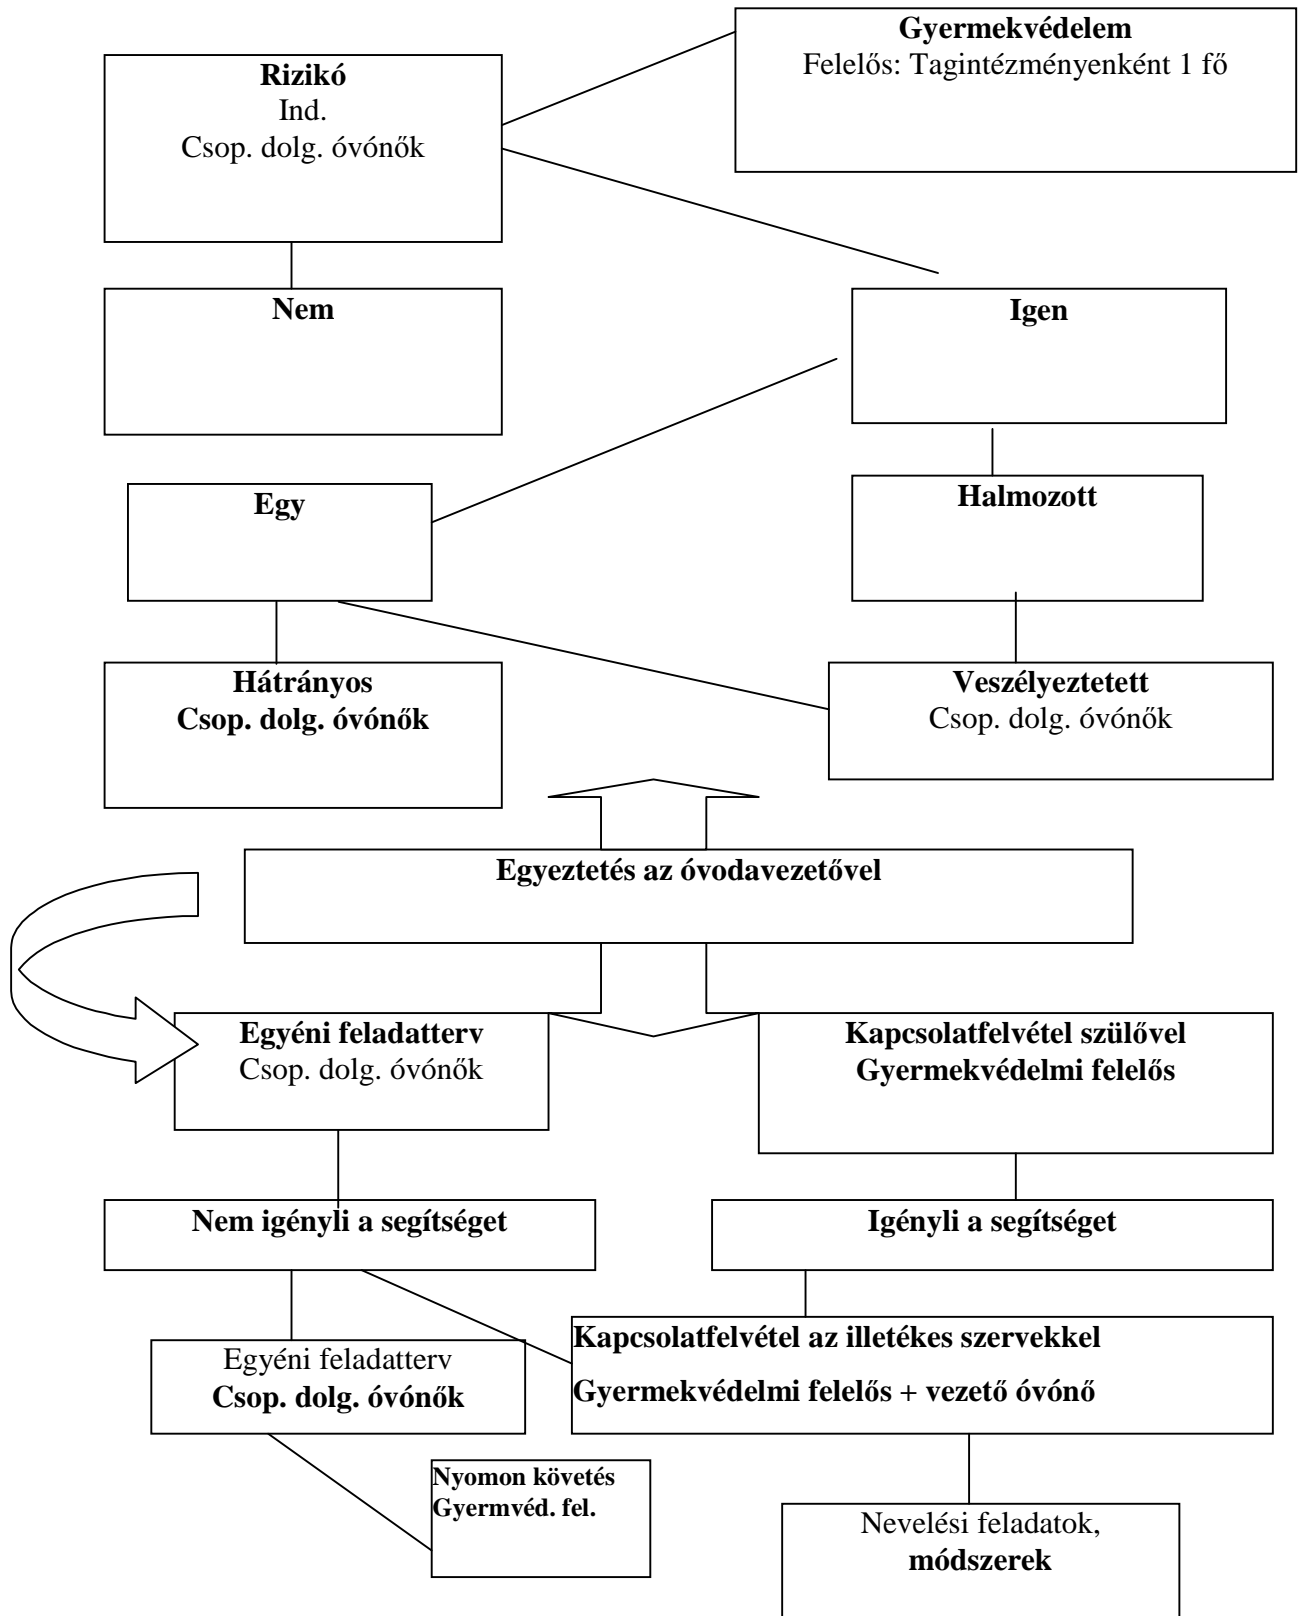 Gyermekvédelem
Felelős: Tagintézményenként 1 fő
Rizikó
Ind.
Csop. dolg. óvónők
Nem
Igen
Egy
Halmozott
Hátrányos
Csop. dolg. óvónők
Veszélyeztetett
Csop. dolg. óvónők
Egyeztetés az óvodavezetővel
Egyéni feladatterv
Csop. dolg. óvónők
Kapcsolatfelvétel szülővel
Gyermekvédelmi felelős
Nem igényli a segítséget
Igényli a segítséget
Egyéni feladatterv
Csop. dolg. óvónők
Kapcsolatfelvétel az illetékes szervekkel
Gyermekvédelmi felelős + vezető óvónő
Nyomon követés
Gyermvéd. fel.
Nevelési feladatok,
módszerek